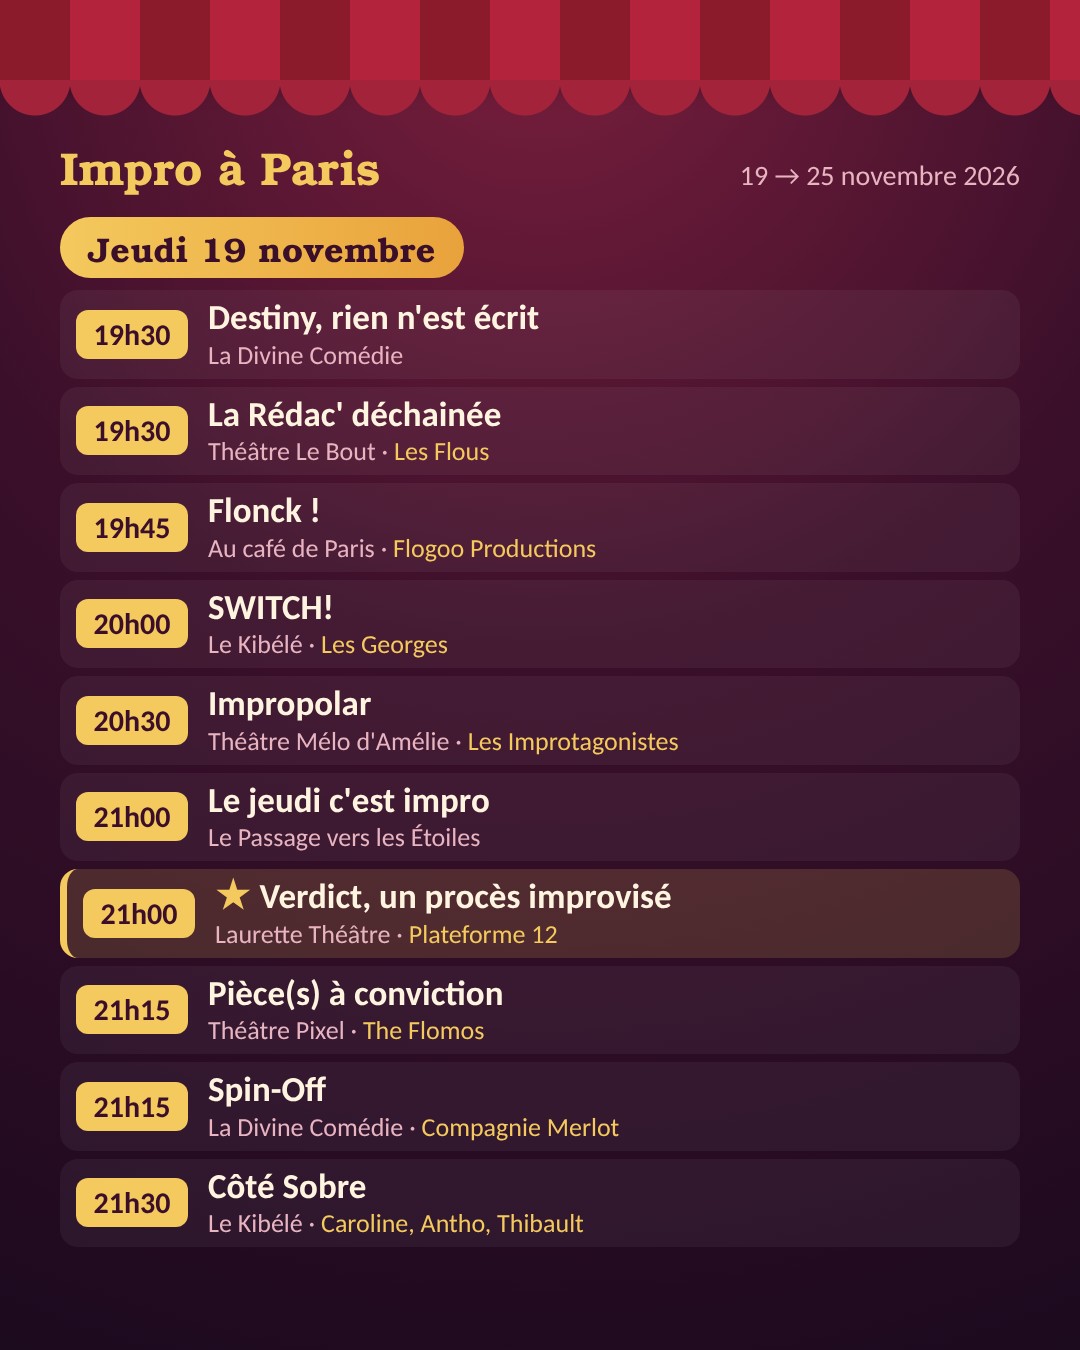 Impro à Paris
19 → 25 novembre 2026
Jeudi 19 novembre
19h30
Destiny, rien n'est écrit
La Divine Comédie
19h30
La Rédac' déchainée
Théâtre Le Bout · Les Flous
19h45
Flonck !
Au café de Paris · Flogoo Productions
20h00
SWITCH!
Le Kibélé · Les Georges
20h30
Impropolar
Théâtre Mélo d'Amélie · Les Improtagonistes
21h00
Le jeudi c'est impro
Le Passage vers les Étoiles
21h00
★ Verdict, un procès improvisé
Laurette Théâtre · Plateforme 12
21h15
Pièce(s) à conviction
Théâtre Pixel · The Flomos
21h15
Spin-Off
La Divine Comédie · Compagnie Merlot
21h30
Côté Sobre
Le Kibélé · Caroline, Antho, Thibault